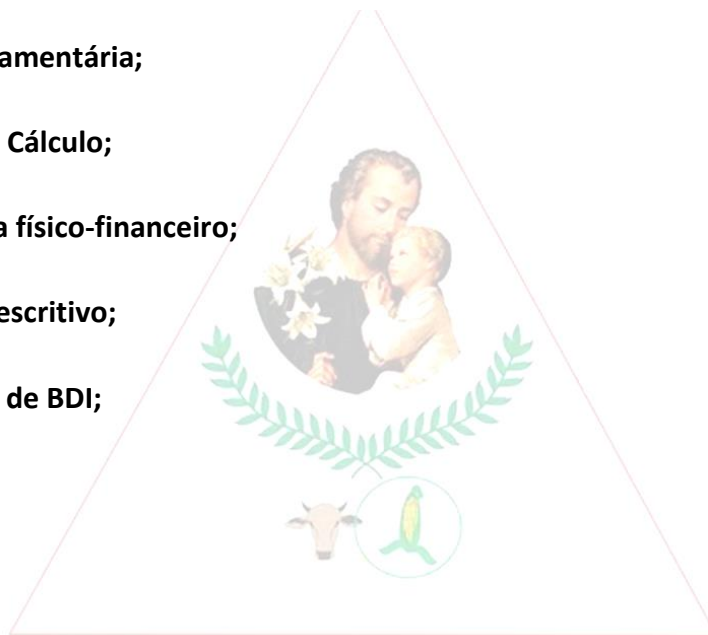 amentária;
Cálculo;
a físico-financeiro;
escritivo;
de BDI;